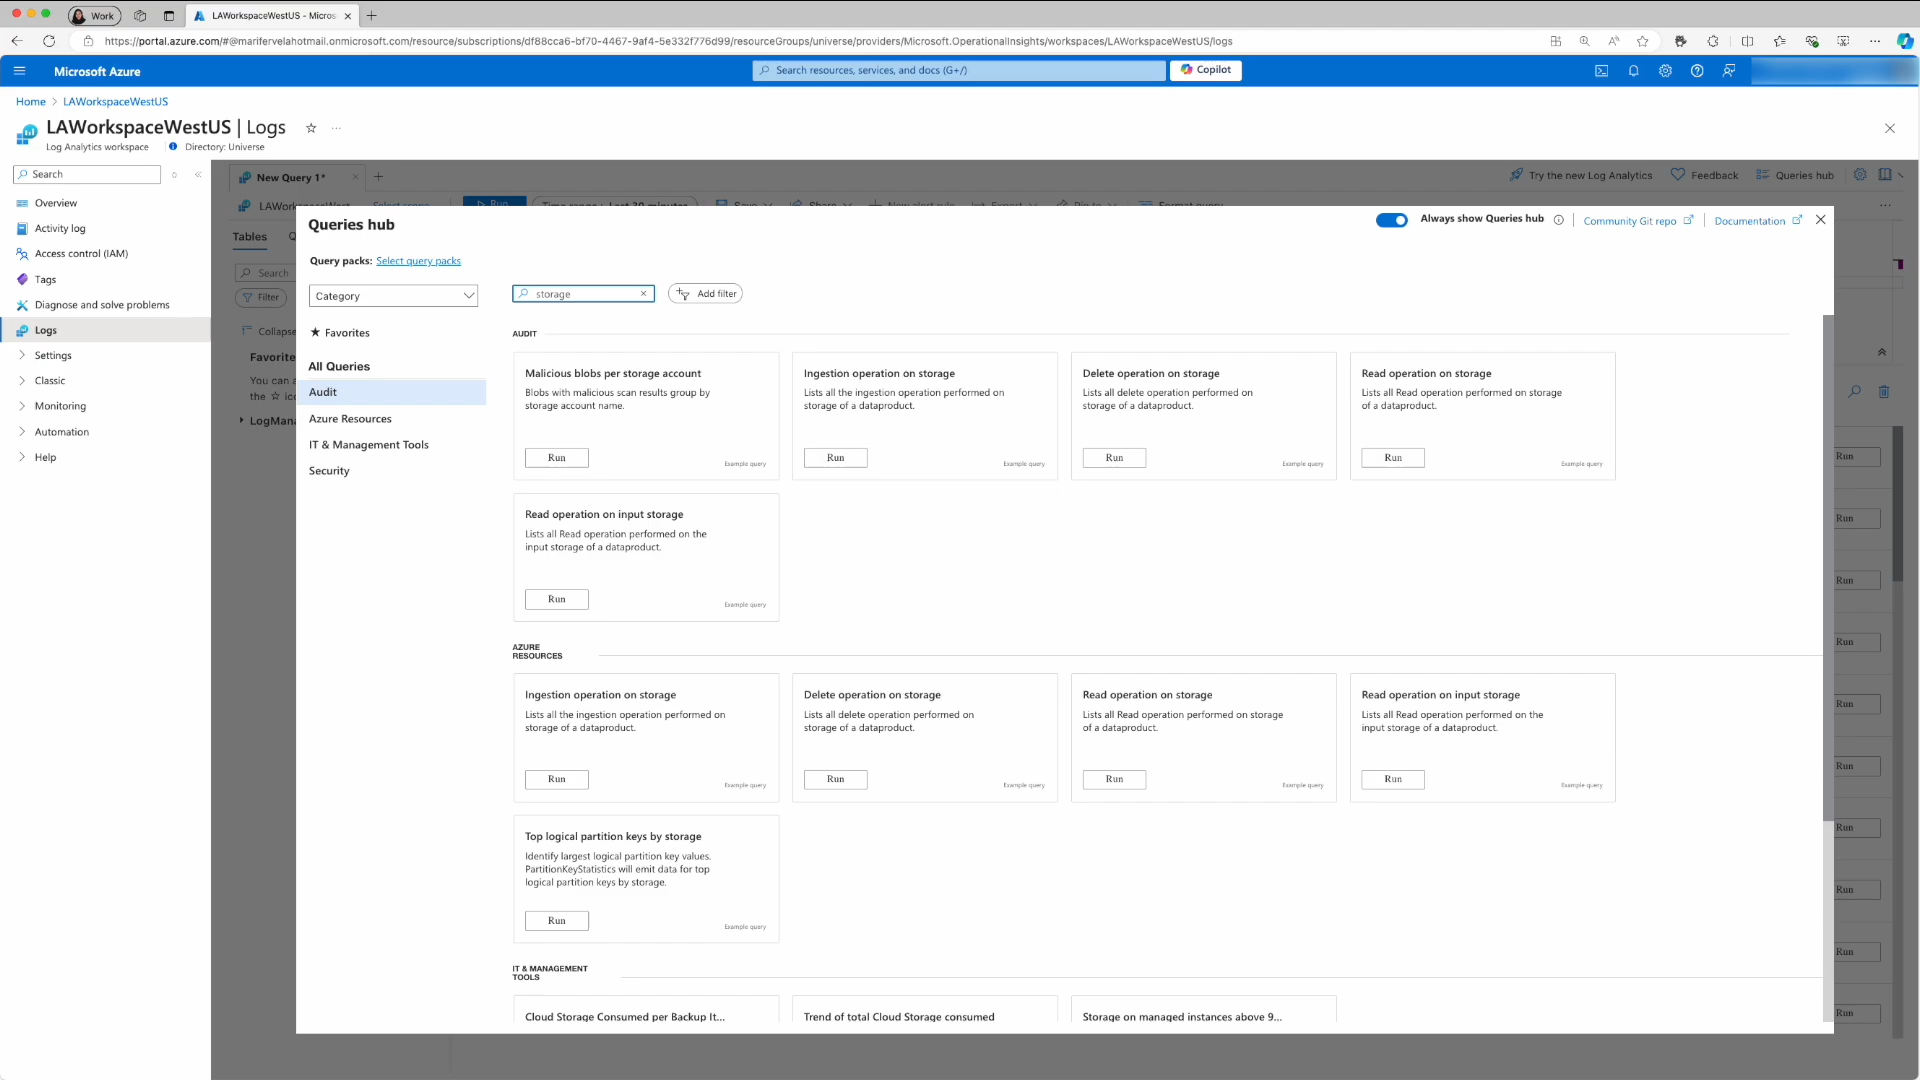 Work
LAWorkspaceWestUS - Micros
https://portal.azure.com/#@marifervelahotmail.onmicrosoft.com/resource/subscriptions/df88cca6-bf70-4467-9af4-5e332f776d99/resourceGroups/universe/providers/Microsoft.OperationalInsights/workspaces/LAWorkspaceWestUS/logs
Microsoft Azure
Search resources, services, and docs (G+/)
Copilot
Home > LAWorkspaceWestUS
LAWorkspaceWestUS | Logs
Log Analytics workspace
Directory: Universe
Search
Overview
Activity log
Access control (IAM)
Tags
Diagnose and solve problems
Logs
Settings
Classic
Monitoring
Automation
Help
New Query 1*
Try the new Log Analytics
Feedback
Queries hub
LAWorkspaceWest
Select scope
Run
Time range : Last 30 minutes
Save
Share
New alert rule
Export
Pin to
Format query
Tables
Q
Search
Filter
Collapse
Favorite
You can a
the ☆ ico
LogMana
Queries hub
Always show Queries hub
Community Git repo
Documentation
Query packs: Select query packs
Category
storage
Add filter
★ Favorites
All Queries
Audit
Azure Resources
IT & Management Tools
Security
AUDIT
Malicious blobs per storage account
Blobs with malicious scan results group by
storage account name.
Run
Example query
Ingestion operation on storage
Lists all the ingestion operation performed on
storage of a dataproduct.
Run
Example query
Delete operation on storage
Lists all delete operation performed on
storage of a dataproduct.
Run
Example query
Read operation on storage
Lists all Read operation performed on storage
of a dataproduct.
Run
Example query
Read operation on input storage
Lists all Read operation performed on the
input storage of a dataproduct.
Run
Example query
AZURE
RESOURCES
Ingestion operation on storage
Lists all the ingestion operation performed on
storage of a dataproduct.
Run
Example query
Delete operation on storage
Lists all delete operation performed on
storage of a dataproduct.
Run
Example query
Read operation on storage
Lists all Read operation performed on storage
of a dataproduct.
Run
Example query
Read operation on input storage
Lists all Read operation performed on the
input storage of a dataproduct.
Run
Example query
Top logical partition keys by storage
Identify largest logical partition key values.
PartitionKeyStatistics will emit data for top
logical partition keys by storage.
Run
Example query
IT & MANAGEMENT
TOOLS
Cloud Storage Consumed per Backup It...
Trend of total Cloud Storage consumed
Storage on managed instances above 9...
Run
Run
Run
Run
Run
Run
Run
Run
Run
Run